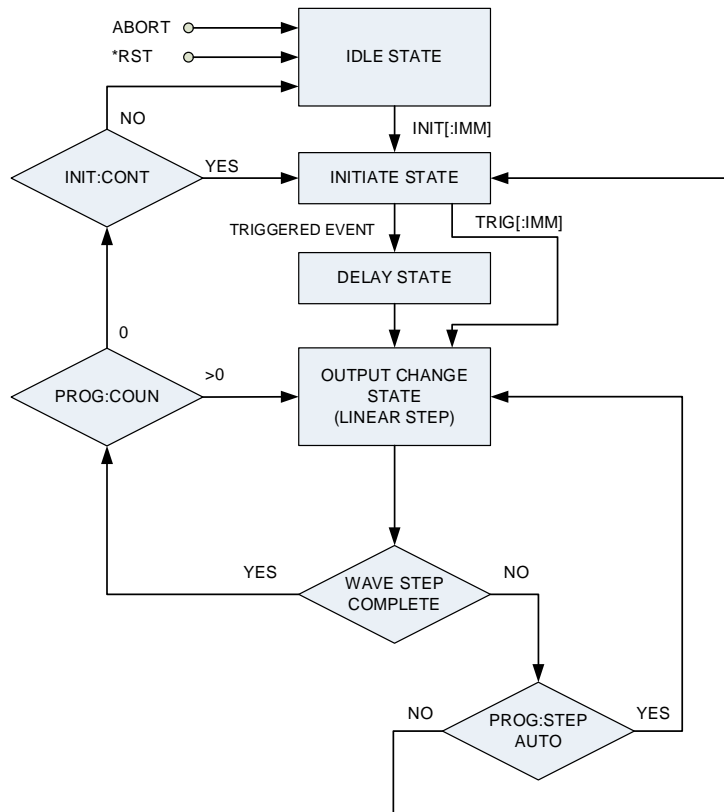 ABORT
*RST
IDLE STATE
NO
INIT[:IMM]
INIT:CONT
YES
INITIATE STATE
TRIGGERED EVENT
TRIG[:IMM]
DELAY STATE
0
PROG:COUN
>0
OUTPUT CHANGE
STATE
(LINEAR STEP)
YES
WAVE STEP
COMPLETE
NO
NO
PROG:STEP
AUTO
YES